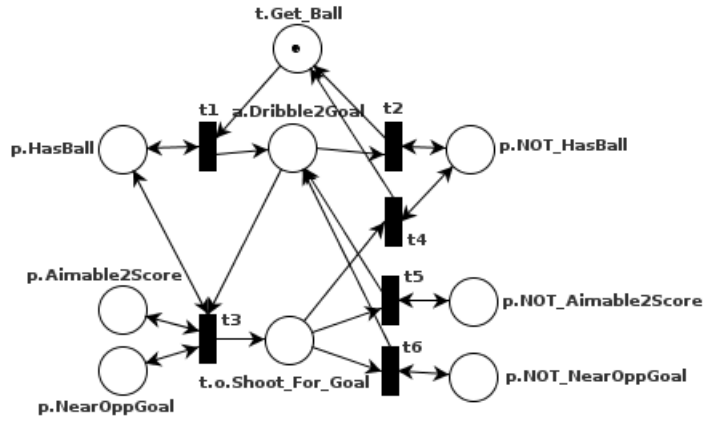 t.Get_Ball
t1
a.Dribble2Goal
t2
p.HasBall
p.NOT_HasBall
t4
p.Aimable2Score
t5
t3
p.NOT_Aimable2Score
t6
t.o.Shoot_For_Goal
p.NOT_NearOppGoal
p.NearOppGoal